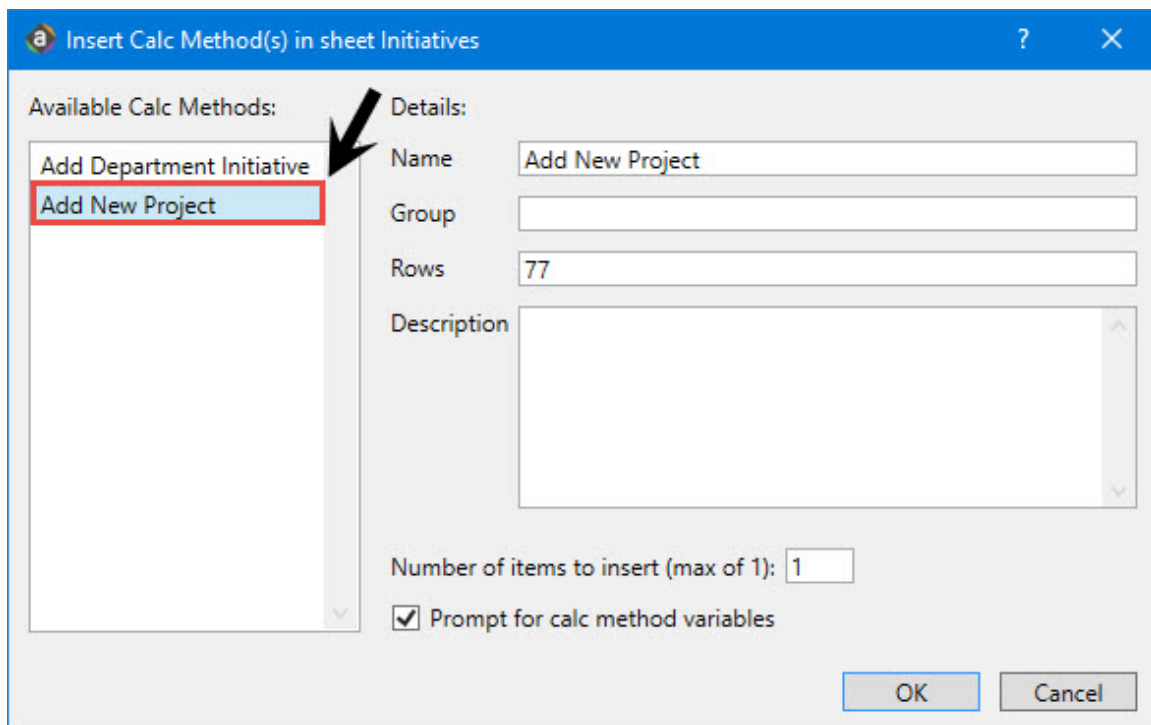 Insert Calc Method(s) in sheet Initiatives
Available Calc Methods:
Add Department Initiative
Add New Project
Details:
Name Add New Project
Group
Rows 77
Description
Number of items to insert (max of 1): 1
Prompt for calc method variables
OK Cancel